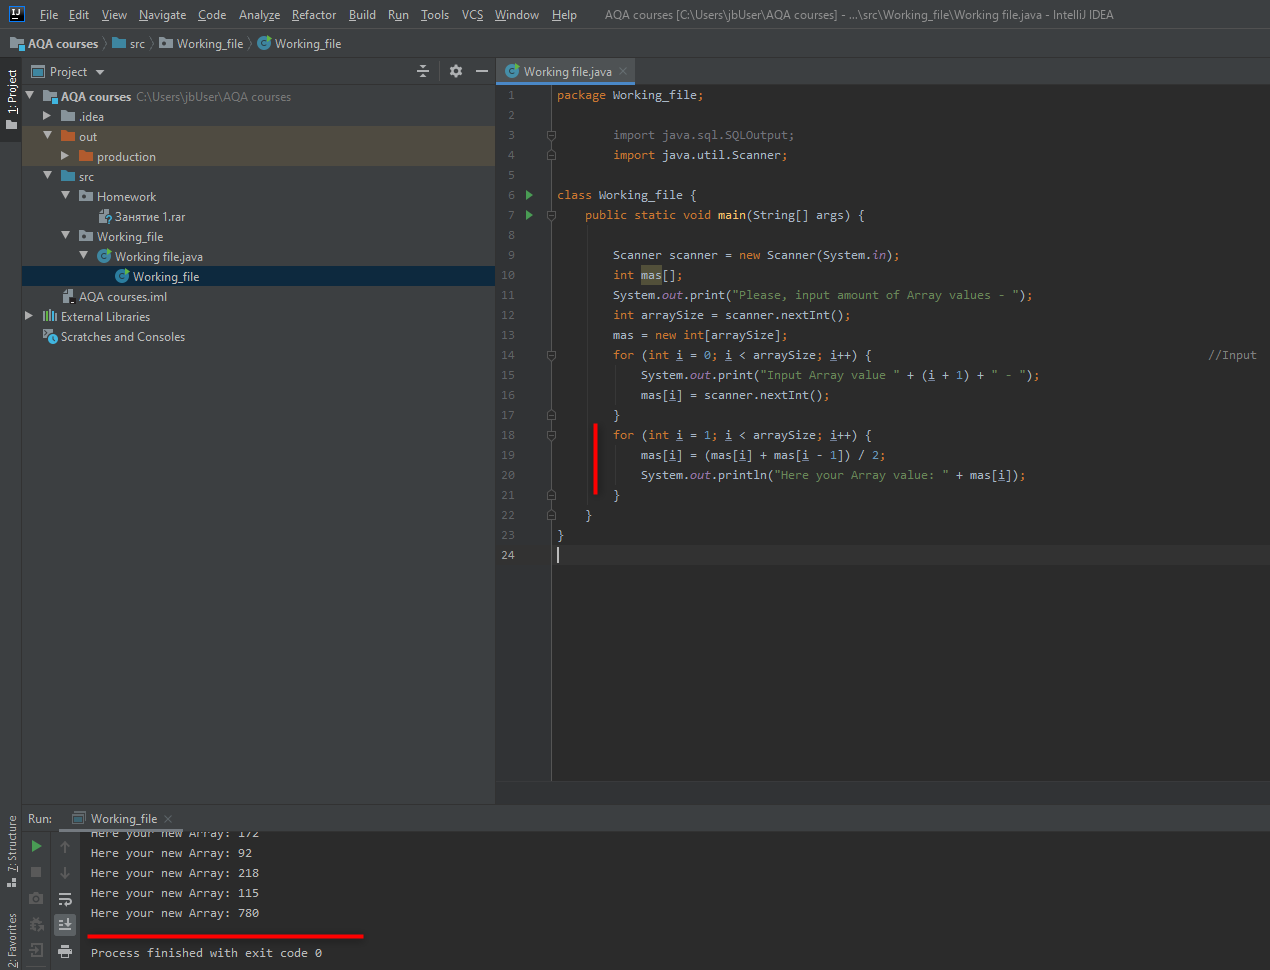 IJ File Edit View Navigate Code Analyze Refactor Build Run Tools VCS Window Help AQA courses [C:\Users\jbUser\AQA courses] - ...\src\Working_file\Working file.java - IntelliJ IDEA
AQA courses src Working_file Working_file
1: Project
Project
AQA courses C:\Users\jbUser\AQA courses
.idea
out
production
src
Homework
Занятие 1.rar
Working_file
Working file.java
Working_file
AQA courses.iml
External Libraries
Scratches and Consoles
Working file.java
1 package Working_file;
2
3 import java.sql.SQLOutput;
4 import java.util.Scanner;
5
6 class Working_file {
7 public static void main(String[] args) {
8
9 Scanner scanner = new Scanner(System.in);
10 int mas[];
11 System.out.print("Please, input amount of Array values - ");
12 int arraySize = scanner.nextInt();
13 mas = new int[arraySize];
14 for (int i = 0; i < arraySize; i++) { //Input
15 System.out.print("Input Array value " + (i + 1) + " - ");
16 mas[i] = scanner.nextInt();
17 }
18 for (int i = 1; i < arraySize; i++) {
19 mas[i] = (mas[i] + mas[i - 1]) / 2;
20 System.out.println("Here your Array value: " + mas[i]);
21 }
22 }
23 }
24
7: Structure
2: Favorites
Run: Working_file
Here your new Array: 172
Here your new Array: 92
Here your new Array: 218
Here your new Array: 115
Here your new Array: 780
Process finished with exit code 0